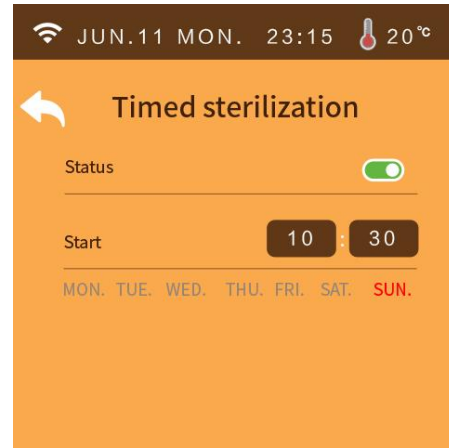 JUN.11 MON. 23:15 20°C
Timed sterilization
Status
Start 10 : 30
MON. TUE. WED. THU. FRI. SAT. SUN.